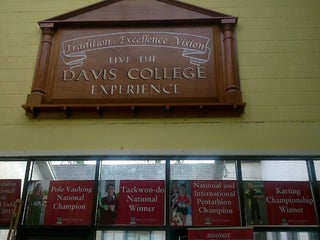 Tradition . Excellence . Vision
LIVE THE
DAVIS COLLEGE
EXPERIENCE
Pole Vaulting
National
Champion
Taekwon-do
National
Winner
National and
International
Pentathlon
Champion
Karting
Championship
Winner
INNOVATE